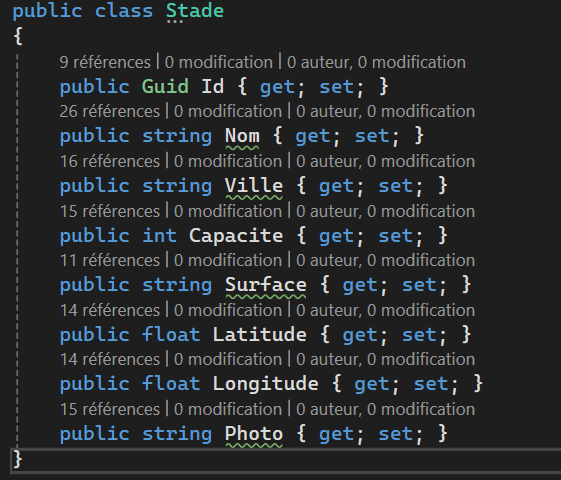 public class Stade
{
9 références | 0 modification | 0 auteur, 0 modification
public Guid Id { get; set; }
26 références | 0 modification | 0 auteur, 0 modification
public string Nom { get; set; }
16 références | 0 modification | 0 auteur, 0 modification
public string Ville { get; set; }
15 références | 0 modification | 0 auteur, 0 modification
public int Capacite { get; set; }
11 références | 0 modification | 0 auteur, 0 modification
public string Surface { get; set; }
14 références | 0 modification | 0 auteur, 0 modification
public float Latitude { get; set; }
14 références | 0 modification | 0 auteur, 0 modification
public float Longitude { get; set; }
15 références | 0 modification | 0 auteur, 0 modification
public string Photo { get; set; }
}